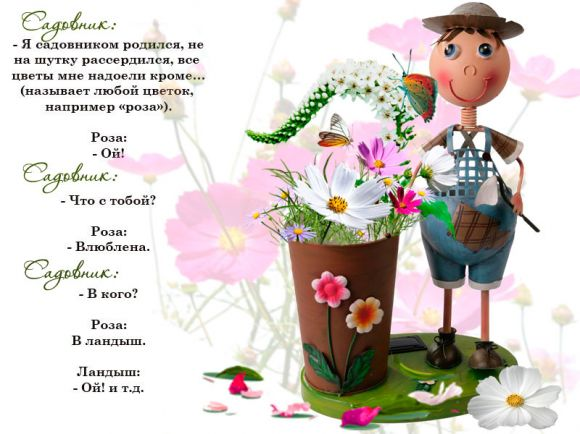 Садовник:
- Я садовником родился, не
на шутку рассердился, все
цветы мне надоели кроме...
(называет любой цветок,
например «роза»).
Роза:
- Ой!
Садовник:
- Что с тобой?
Роза:
- Влюблена.
Садовник:
- В кого?
Роза:
В ландыш.
Ландыш:
- Ой! и т.д.